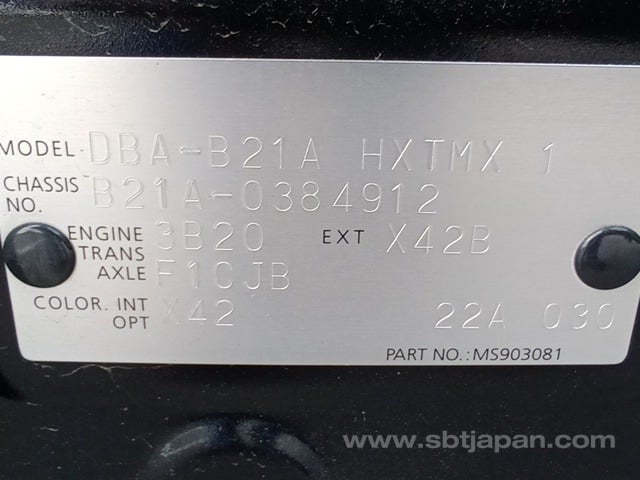 MODEL. DBA-B21A HXTMX 1
CHASSIS NO. B21A-0384912
ENGINE 3B20 EXT X42B
TRANS AXLE F1CJB
COLOR. INT X42
OPT 22A 030
PART NO.: MS903081
www.sbtjapan.com